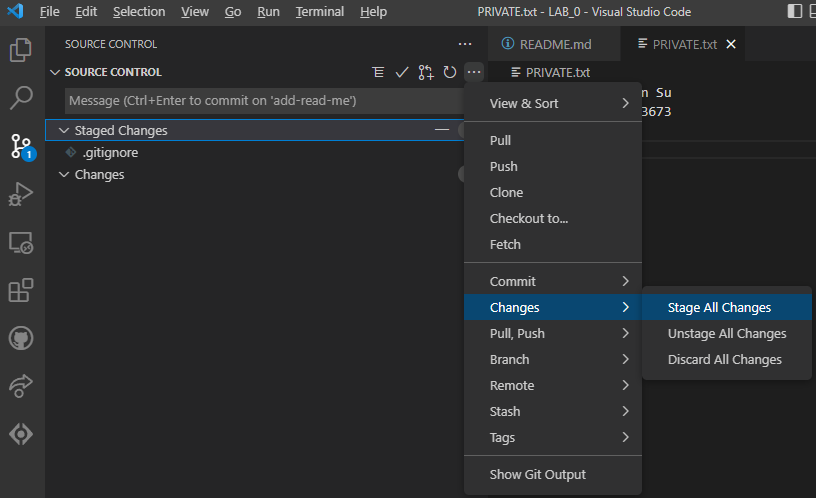 File Edit Selection View Go Run Terminal Help PRIVATE.txt - LAB_0 - Visual Studio Code
SOURCE CONTROL
README.md
PRIVATE.txt
SOURCE CONTROL
PRIVATE.txt
Message (Ctrl+Enter to commit on 'add-read-me')
Su
3673
Staged Changes
.gitignore
Changes
1
View & Sort
Pull
Push
Clone
Checkout to...
Fetch
Commit
Changes
Pull, Push
Branch
Remote
Stash
Tags
Show Git Output
Stage All Changes
Unstage All Changes
Discard All Changes